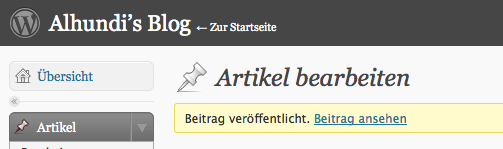 Alhundi's Blog ← Zur Startseite
Übersicht
Artikel bearbeiten
Beitrag veröffentlicht. Beitrag ansehen
Artikel